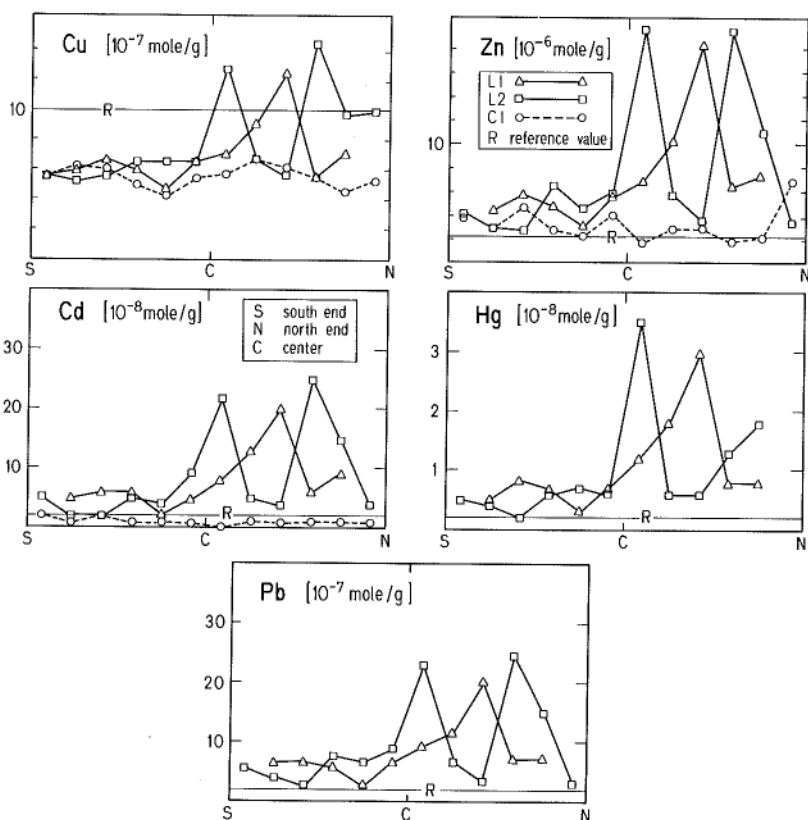 Cu [10⁻⁷ mole/g]
10
R
S C N
Zn [10⁻⁶ mole/g]
L1
L2
C1
R reference value
10
R
S C N
Cd [10⁻⁸ mole/g]
S south end
N north end
C center
30
20
10
R
S C N
Hg [10⁻⁸ mole/g]
3
2
1
R
S C N
Pb [10⁻⁷ mole/g]
30
20
10
R
S C N